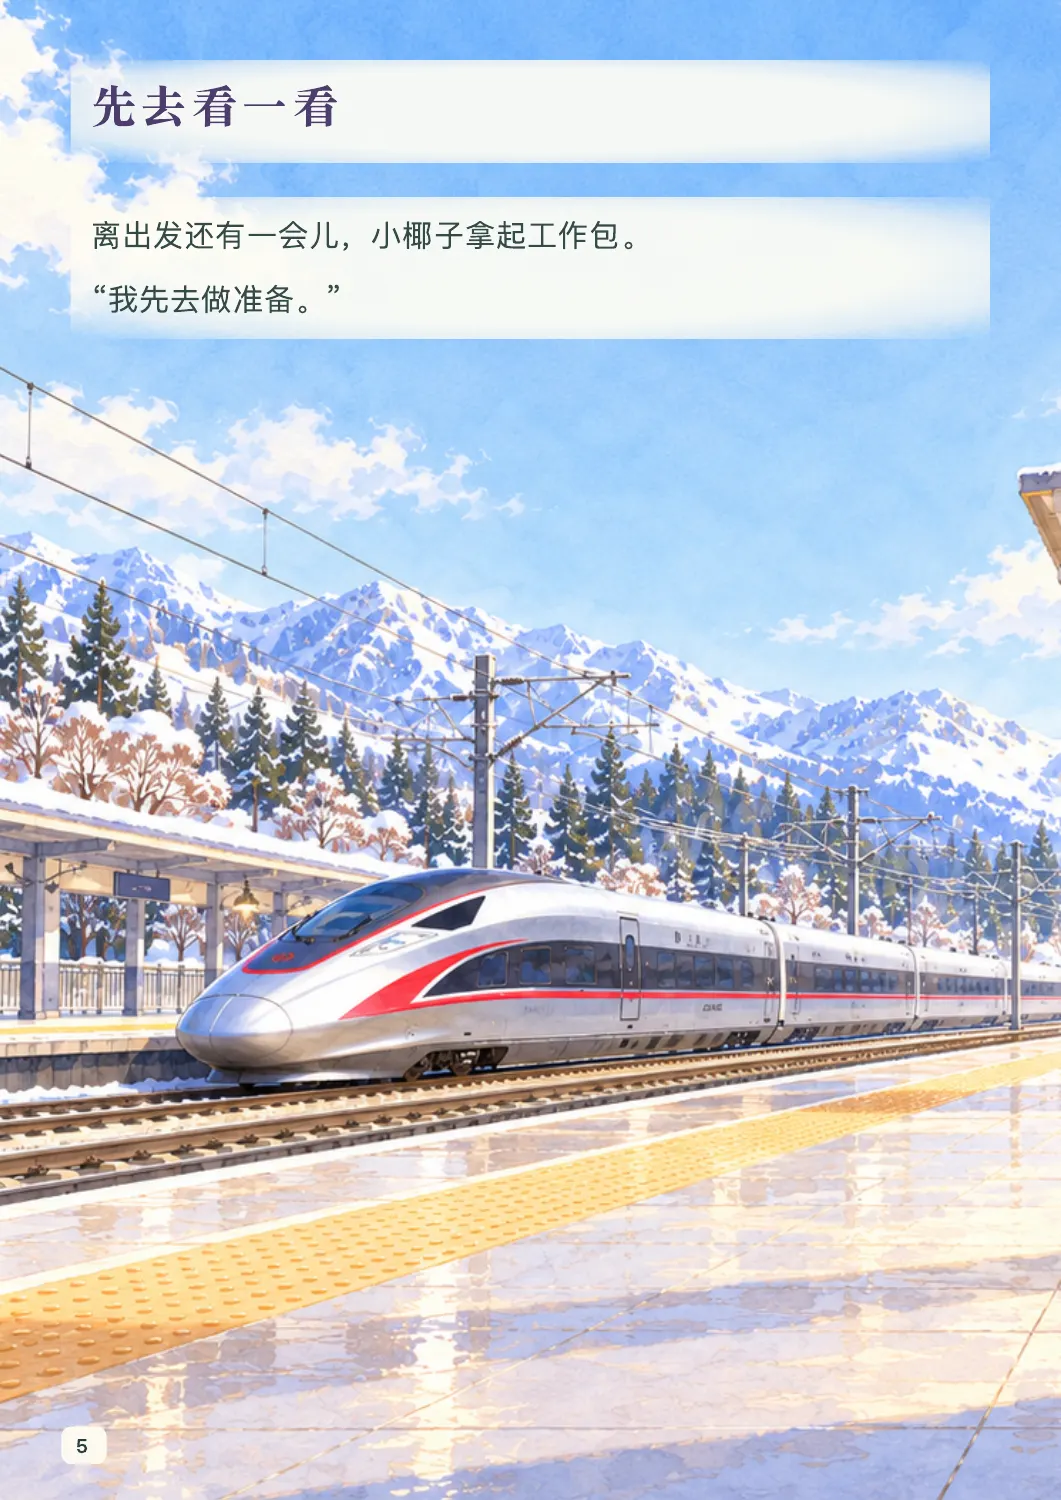 先去看一看
离出发还有一会儿，小椰子拿起工作包。
“我先去做准备。”
5